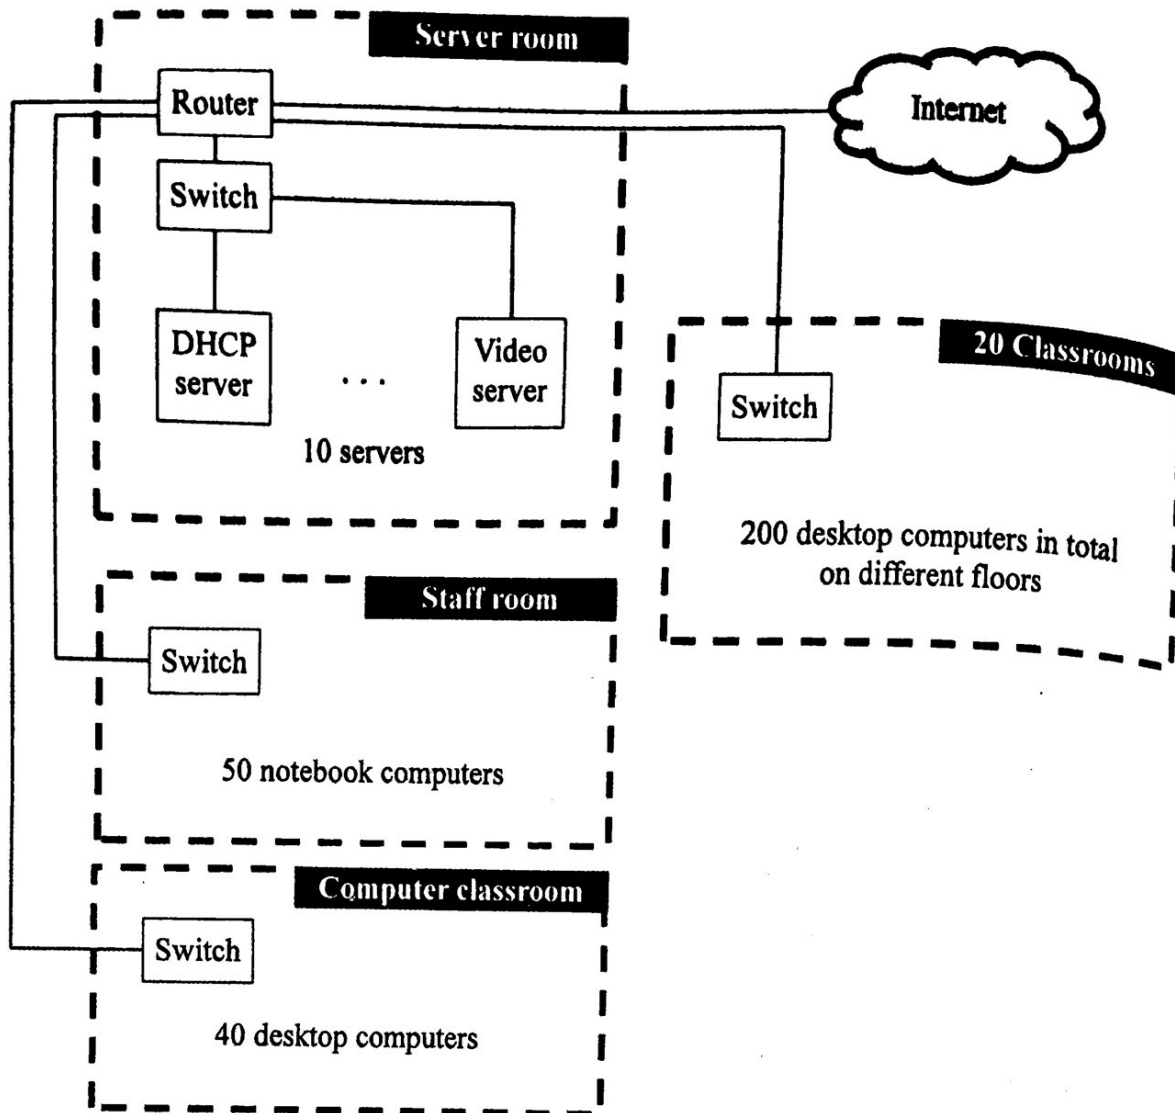 Server room
Router
Internet
Switch
DHCP
server
...
Video
server
10 servers
20 Classrooms
Switch
200 desktop computers in total
on different floors
Staff room
Switch
50 notebook computers
Computer classroom
Switch
40 desktop computers